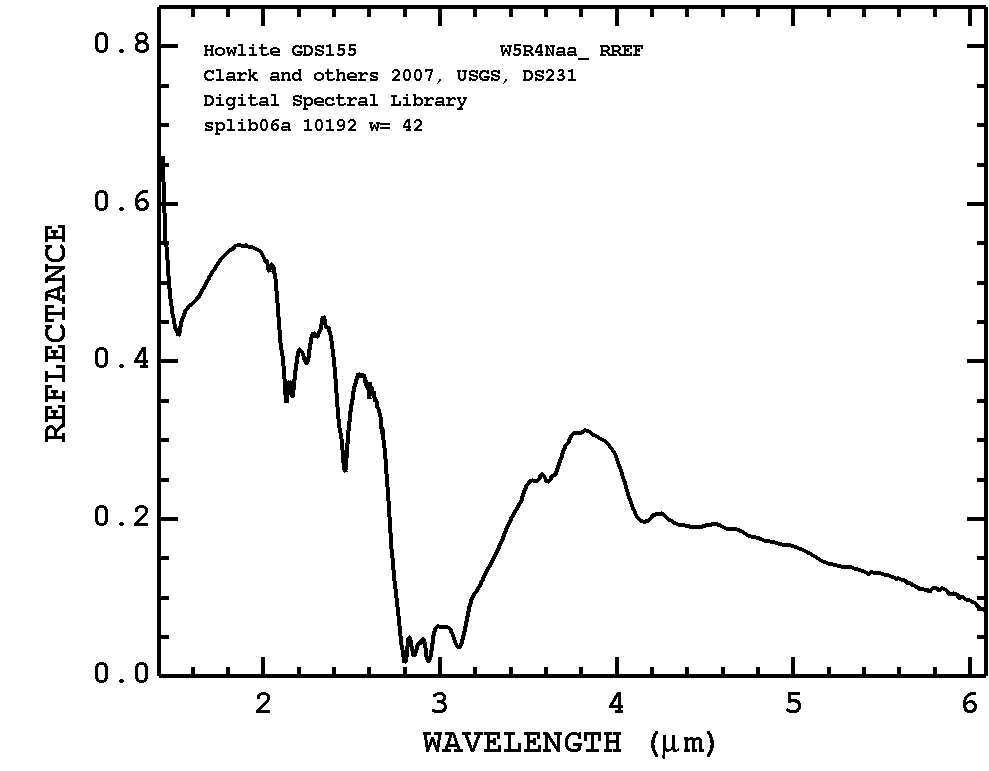 0.8
Howlite GDS155 W5R4Naa_ RREF
Clark and others 2007, USGS, DS231
Digital Spectral Library
splib06a 10192 w= 42
0.6
REFLECTANCE
0.4
0.2
0.0
2 3 4 5 6
WAVELENGTH (μm)